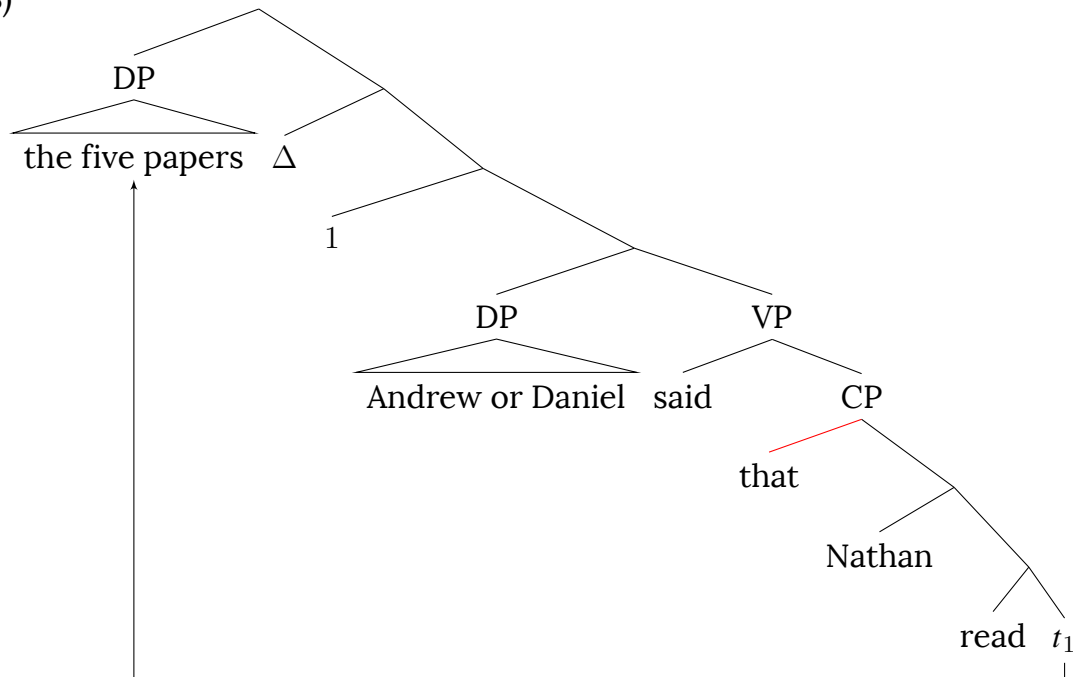 DP
the five papers Δ
1
DP VP
Andrew or Daniel said CP
that
Nathan
read t₁